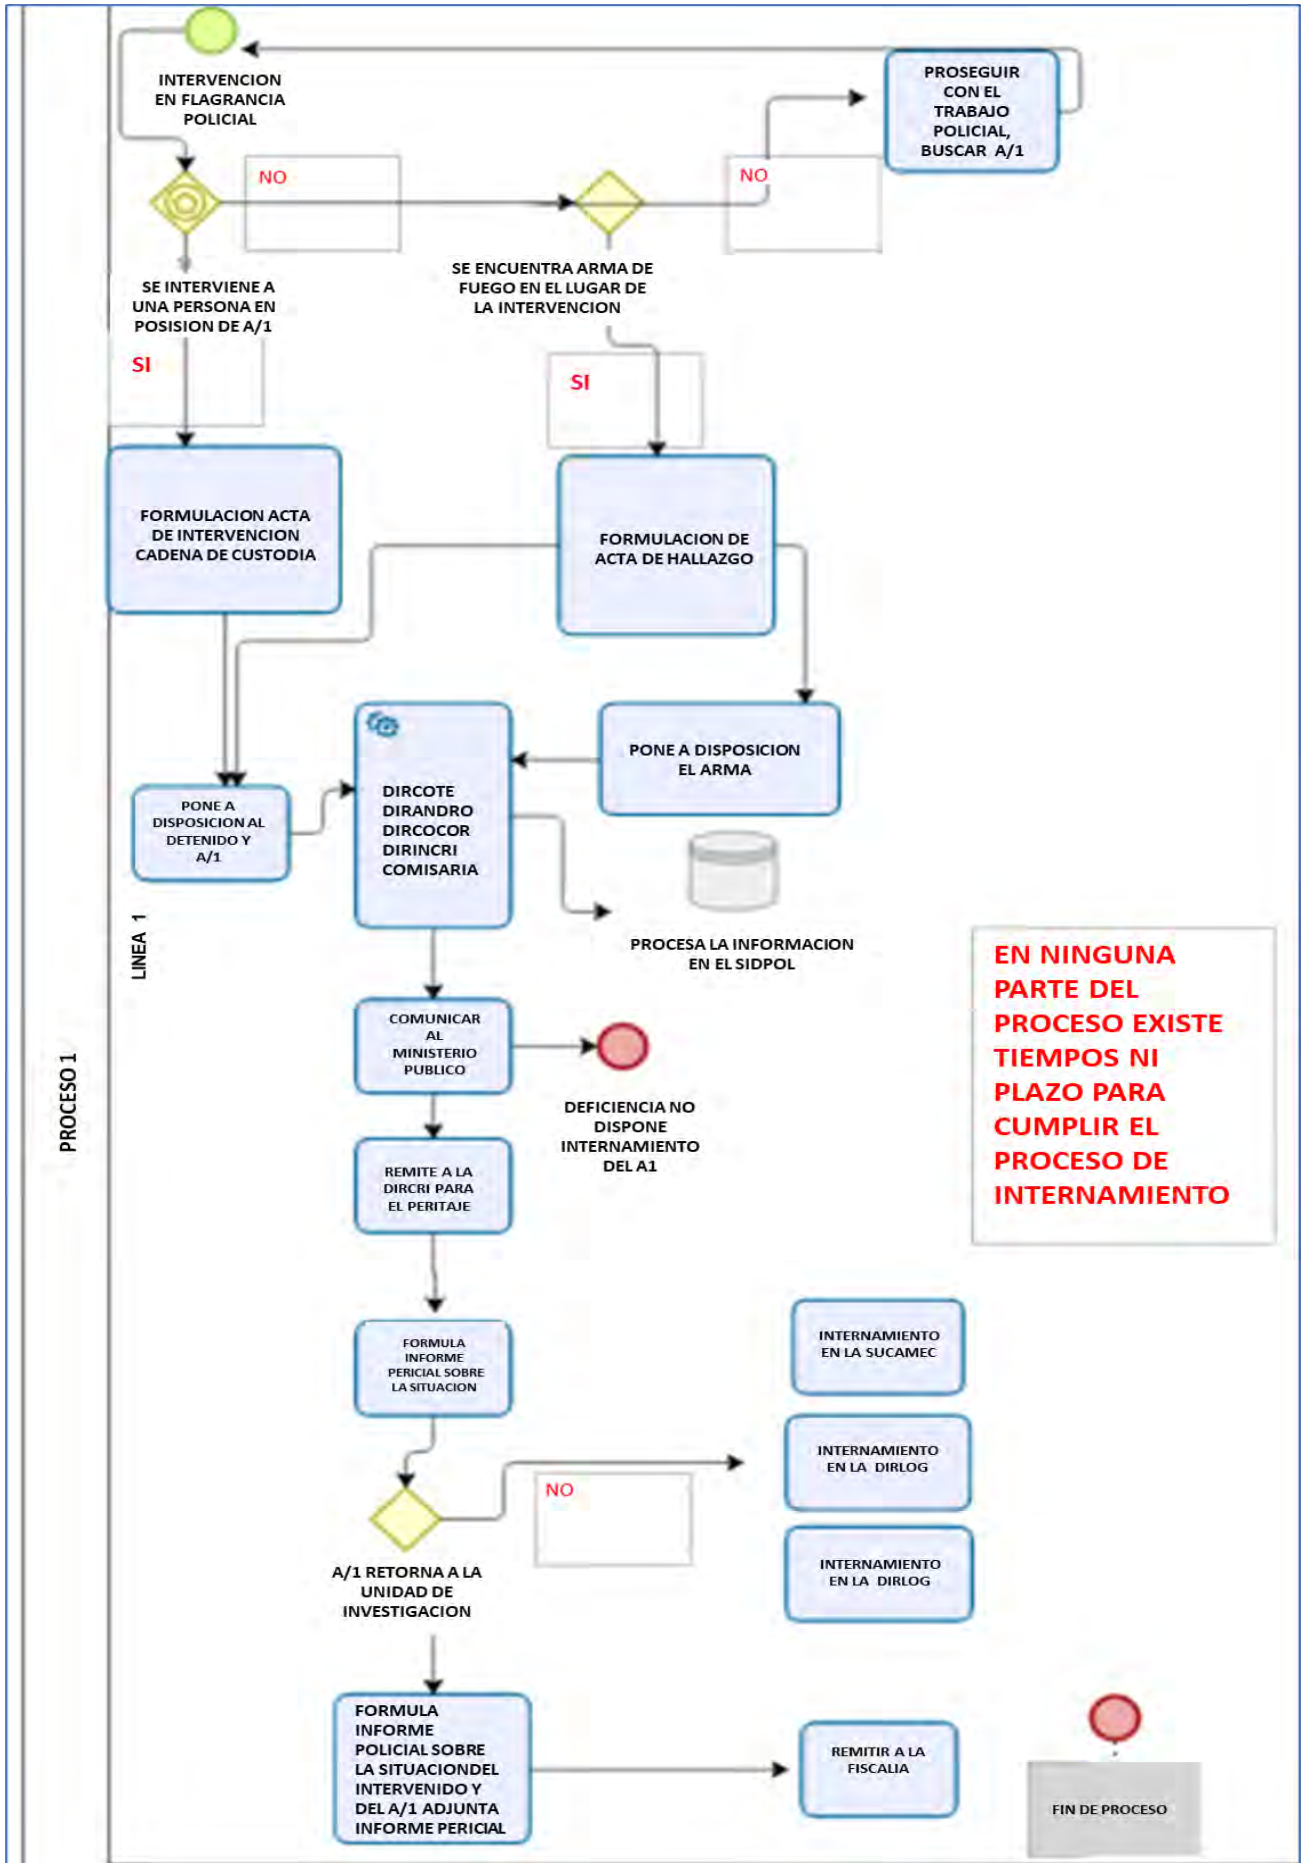 INTERVENCION
EN FLAGRANCIA
POLICIAL
PROSEGUIR
CON EL
TRABAJO
POLICIAL,
BUSCAR A/1
NO
NO
SE INTERVIENE A
UNA PERSONA EN
POSISION DE A/1
SE ENCUENTRA ARMA DE
FUEGO EN EL LUGAR DE
LA INTERVENCION
SI
SI
FORMULACION ACTA
DE INTERVENCION
CADENA DE CUSTODIA
FORMULACION DE
ACTA DE HALLAZGO
PONE A DISPOSICION
EL ARMA
DIRCOTE
DIRANDRO
DIRCOCOR
DIRINCRI
COMISARIA
PONE A
DISPOSICION AL
DETENIDO Y
A/1
LINEA 1
PROCESO 1
PROCESA LA INFORMACION
EN EL SIDPOL
EN NINGUNA
PARTE DEL
PROCESO EXISTE
TIEMPOS NI
PLAZO PARA
CUMPLIR EL
PROCESO DE
INTERNAMIENTO
COMUNICAR
AL
MINISTERIO
PUBLICO
DEFICIENCIA NO
DISPONE
INTERNAMIENTO
DEL A1
REMITE A LA
DIRCRI PARA
EL PERITAJE
FORMULA
INFORME
PERICIAL SOBRE
LA SITUACION
INTERNAMIENTO
EN LA SUCAMEC
INTERNAMIENTO
EN LA DIRLOG
NO
INTERNAMIENTO
EN LA DIRLOG
A/1 RETORNA A LA
UNIDAD DE
INVESTIGACION
FORMULA
INFORME
POLICIAL SOBRE
LA SITUACIONDEL
INTERVENIDO Y
DEL A/1 ADJUNTA
INFORME PERICIAL
REMITIR A LA
FISCALIA
FIN DE PROCESO